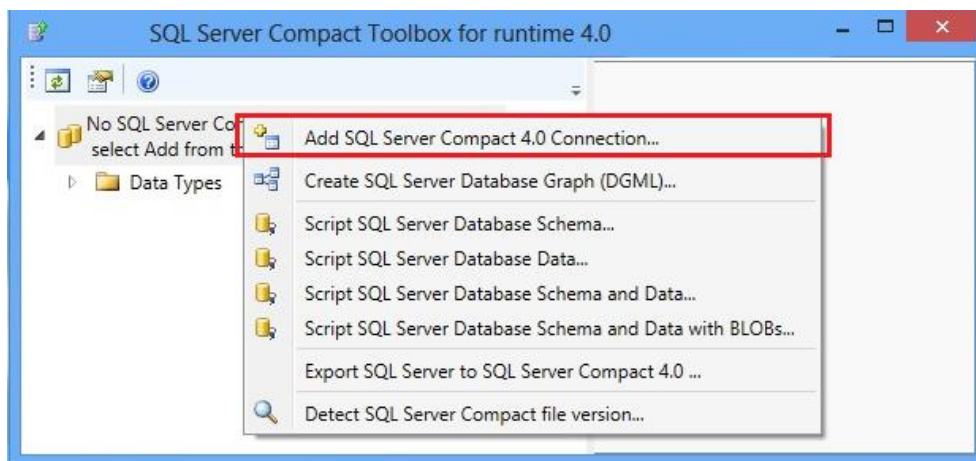 SQL Server Compact Toolbox for runtime 4.0
No SQL Server
select Add from
Add SQL Server Compact 4.0 Connection...
Data Types
Create SQL Server Database Graph (DGML)...
Script SQL Server Database Schema...
Script SQL Server Database Data...
Script SQL Server Database Schema and Data...
Script SQL Server Database Schema and Data with BLOBs...
Export SQL Server to SQL Server Compact 4.0 ...
Detect SQL Server Compact file version...